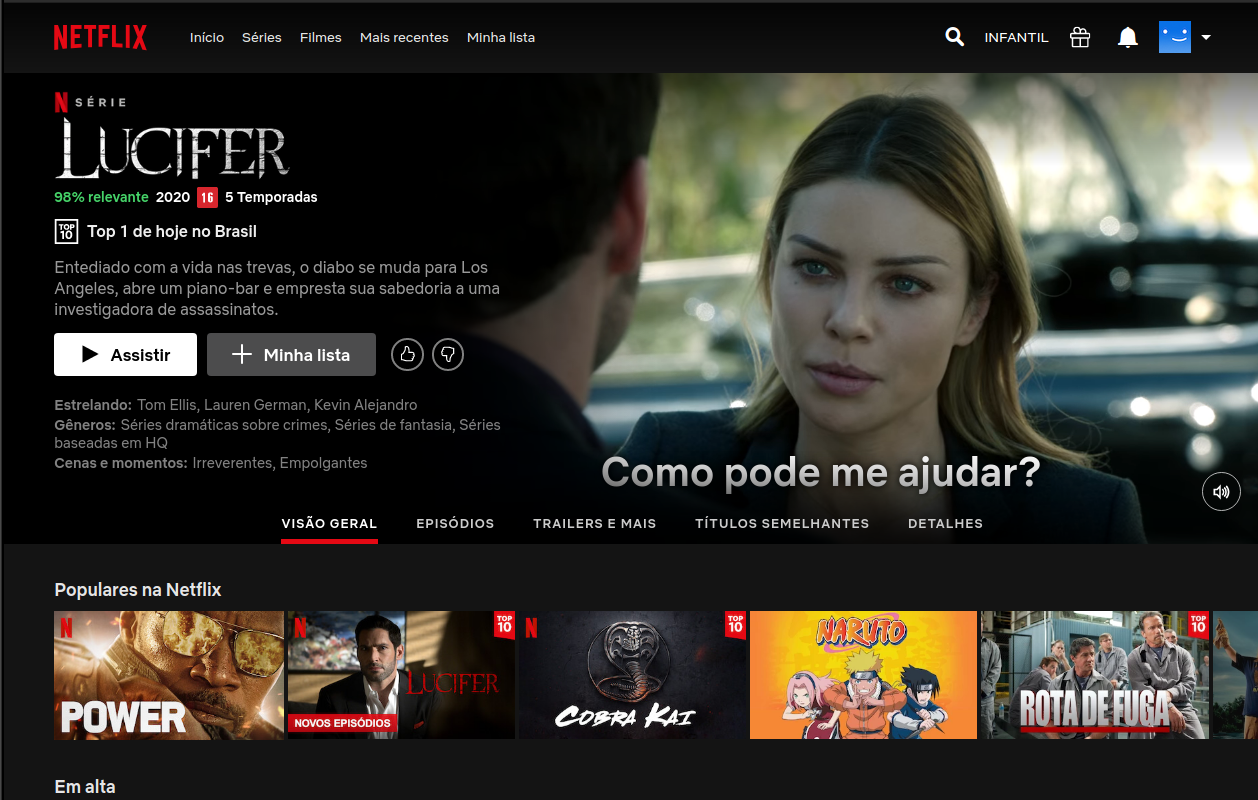 NETFLIX
Início Séries Filmes Mais recentes Minha lista
INFANTIL
N SÉRIE
LUCIFER
98% relevante 2020 16 5 Temporadas
TOP 10 Top 1 de hoje no Brasil
Entediado com a vida nas trevas, o diabo se muda para Los
Angeles, abre um piano-bar e empresta sua sabedoria a uma
investigadora de assassinatos.
Assistir Minha lista
Estrelando: Tom Ellis, Lauren German, Kevin Alejandro
Gêneros: Séries dramáticas sobre crimes, Séries de fantasia, Séries
baseadas em HQ
Cenas e momentos: Irreverentes, Empolgantes
Como pode me ajudar?
VISÃO GERAL EPISÓDIOS TRAILERS E MAIS TÍTULOS SEMELHANTES DETALHES
Populares na Netflix
N
POWER
N
TOP 10
LUCIFER
NOVOS EPISÓDIOS
N
TOP 10
COBRA KAI
NARUTO
TOP 10
ROTA DE FUGA
Em alta